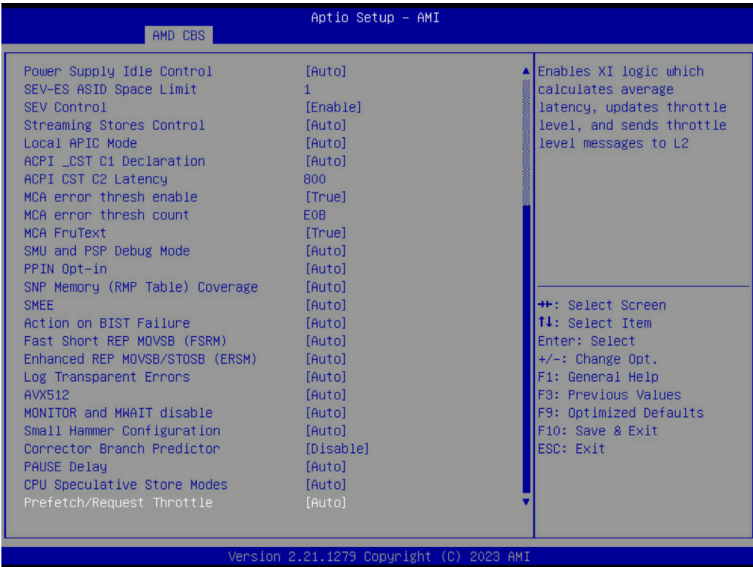 Aptio Setup – AMI
AMD CBS
Power Supply Idle Control [Auto]
SEV-ES ASID Space Limit 1
SEV Control [Enable]
Streaming Stores Control [Auto]
Local APIC Mode [Auto]
ACPI _CST C1 Declaration [Auto]
ACPI CST C2 Latency 800
MCA error thresh enable [True]
MCA error thresh count E0B
MCA FruText [True]
SMU and PSP Debug Mode [Auto]
PPIN Opt-in [Auto]
SNP Memory (RMP Table) Coverage [Auto]
SMEE [Auto]
Action on BIST Failure [Auto]
Fast Short REP MOVSB (FSRM) [Auto]
Enhanced REP MOVSB/STOSB (ERSM) [Auto]
Log Transparent Errors [Auto]
AVX512 [Auto]
MONITOR and MWAIT disable [Auto]
Small Hammer Configuration [Auto]
Corrector Branch Predictor [Disable]
PAUSE Delay [Auto]
CPU Speculative Store Modes [Auto]
Prefetch/Request Throttle [Auto]
Enables XI logic which
calculates average
latency, updates throttle
level, and sends throttle
level messages to L2
→←: Select Screen
↑↓: Select Item
Enter: Select
+/-: Change Opt.
F1: General Help
F3: Previous Values
F9: Optimized Defaults
F10: Save & Exit
ESC: Exit
Version 2.21.1279 Copyright (C) 2023 AMI